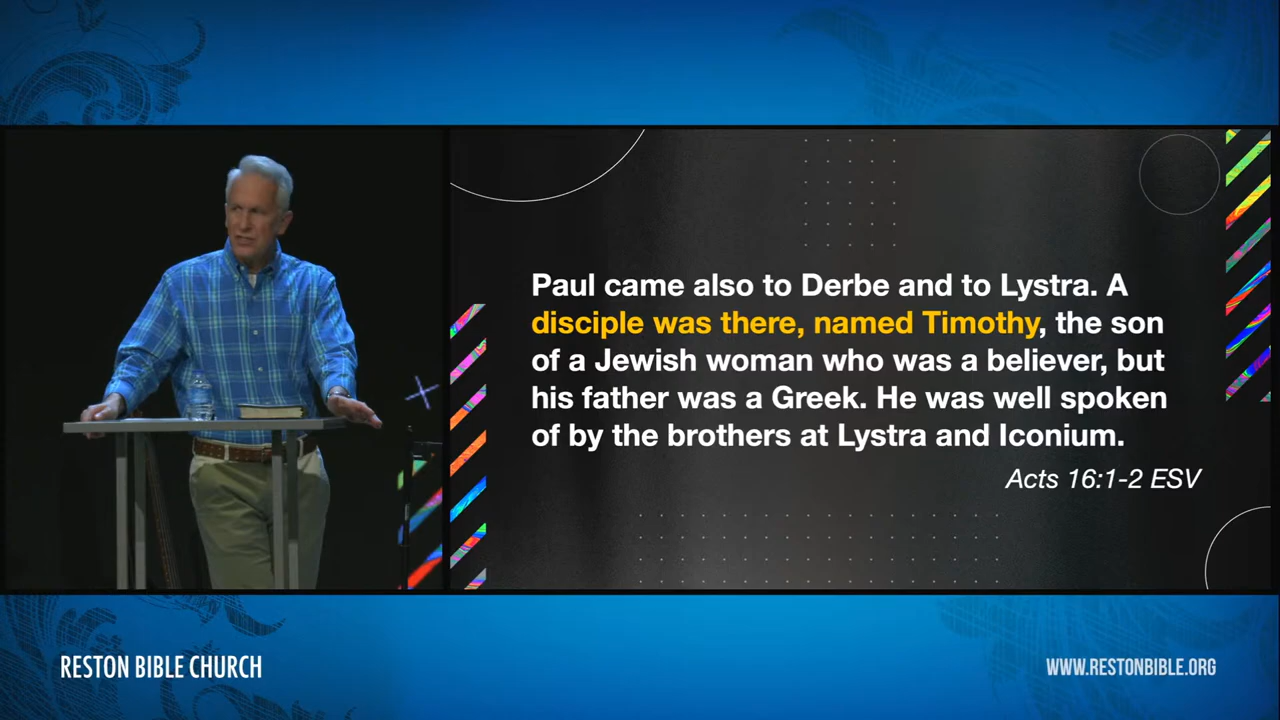 Paul came also to Derbe and to Lystra. A
disciple was there, named Timothy, the son
of a Jewish woman who was a believer, but
his father was a Greek. He was well spoken
of by the brothers at Lystra and Iconium.
Acts 16:1-2 ESV
RESTON BIBLE CHURCH
WWW.RESTONBIBLE.ORG